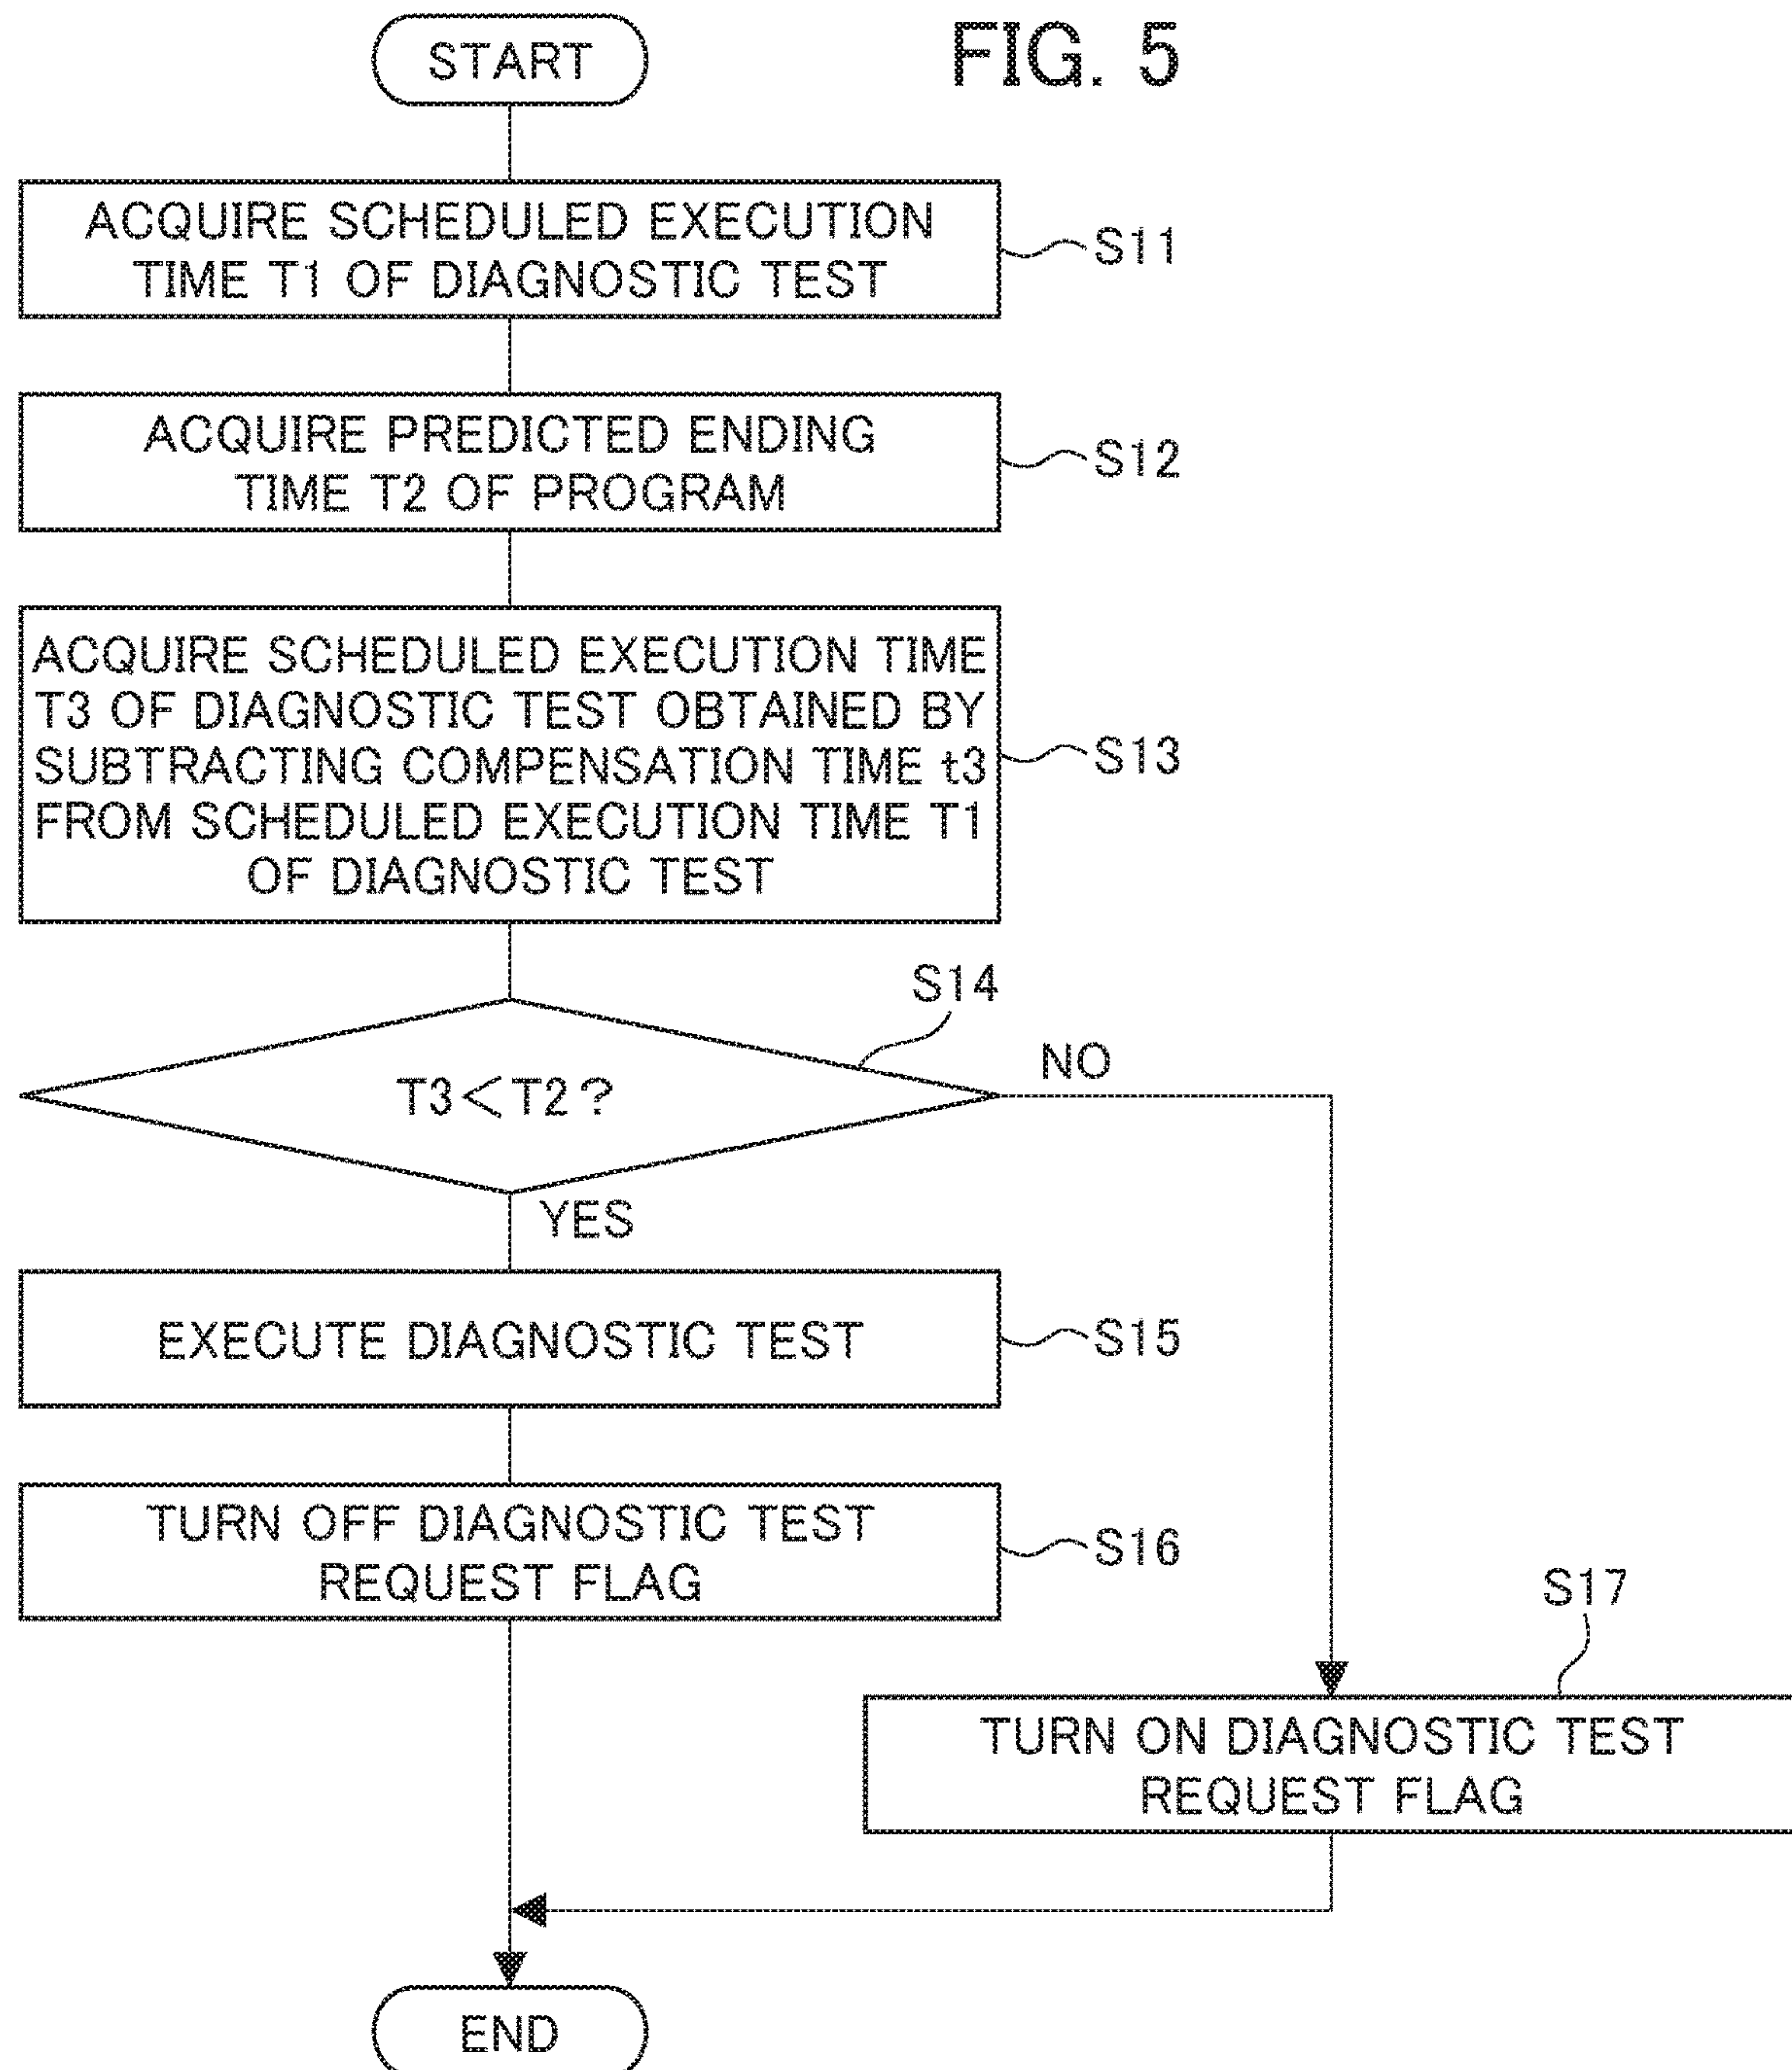 FIG. 5
START
ACQUIRE SCHEDULED EXECUTION
TIME T1 OF DIAGNOSTIC TEST
S11
ACQUIRE PREDICTED ENDING
TIME T2 OF PROGRAM
S12
ACQUIRE SCHEDULED EXECUTION TIME
T3 OF DIAGNOSTIC TEST OBTAINED BY
SUBTRACTING COMPENSATION TIME t3
FROM SCHEDULED EXECUTION TIME T1
OF DIAGNOSTIC TEST
S13
S14
T3<T2?
NO
YES
EXECUTE DIAGNOSTIC TEST
S15
TURN OFF DIAGNOSTIC TEST
REQUEST FLAG
S16
S17
TURN ON DIAGNOSTIC TEST
REQUEST FLAG
END